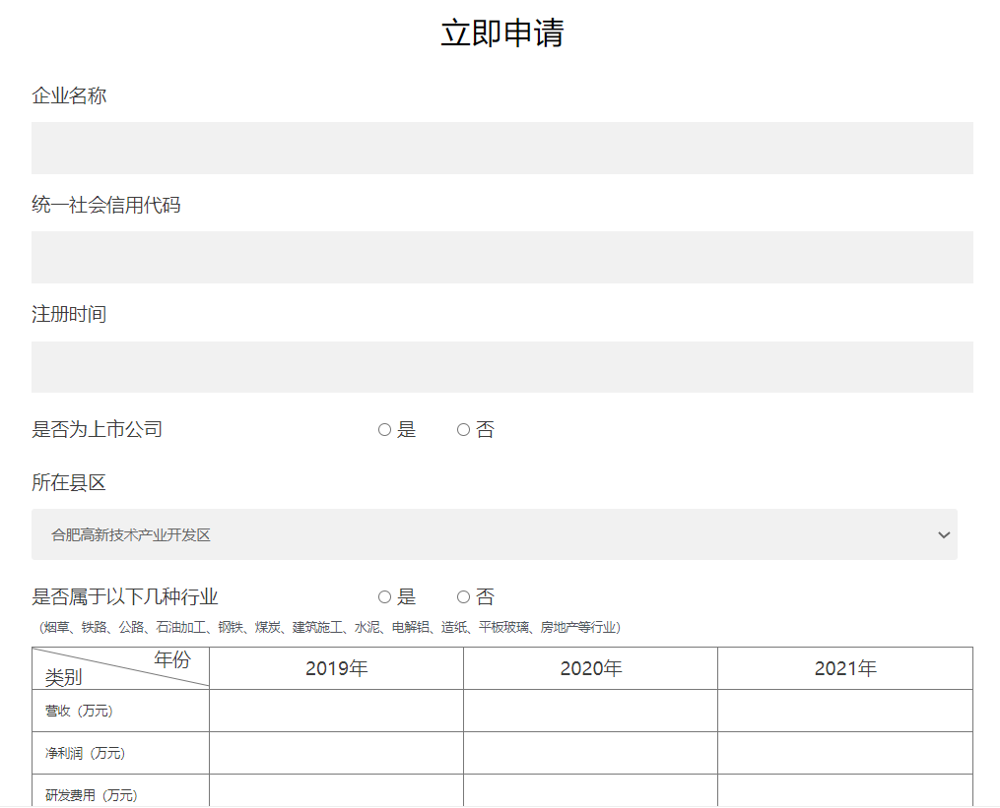 立即申请
企业名称
统一社会信用代码
注册时间
是否为上市公司 是 否
所在县区
合肥高新技术产业开发区
是否属于以下几种行业 是 否
（烟草、铁路、公路、石油加工、钢铁、煤炭、建筑施工、水泥、电解铝、造纸、平板玻璃、房地产等行业）
年份
类别 2019年 2020年 2021年
营收（万元）
净利润（万元）
研发费用（万元）